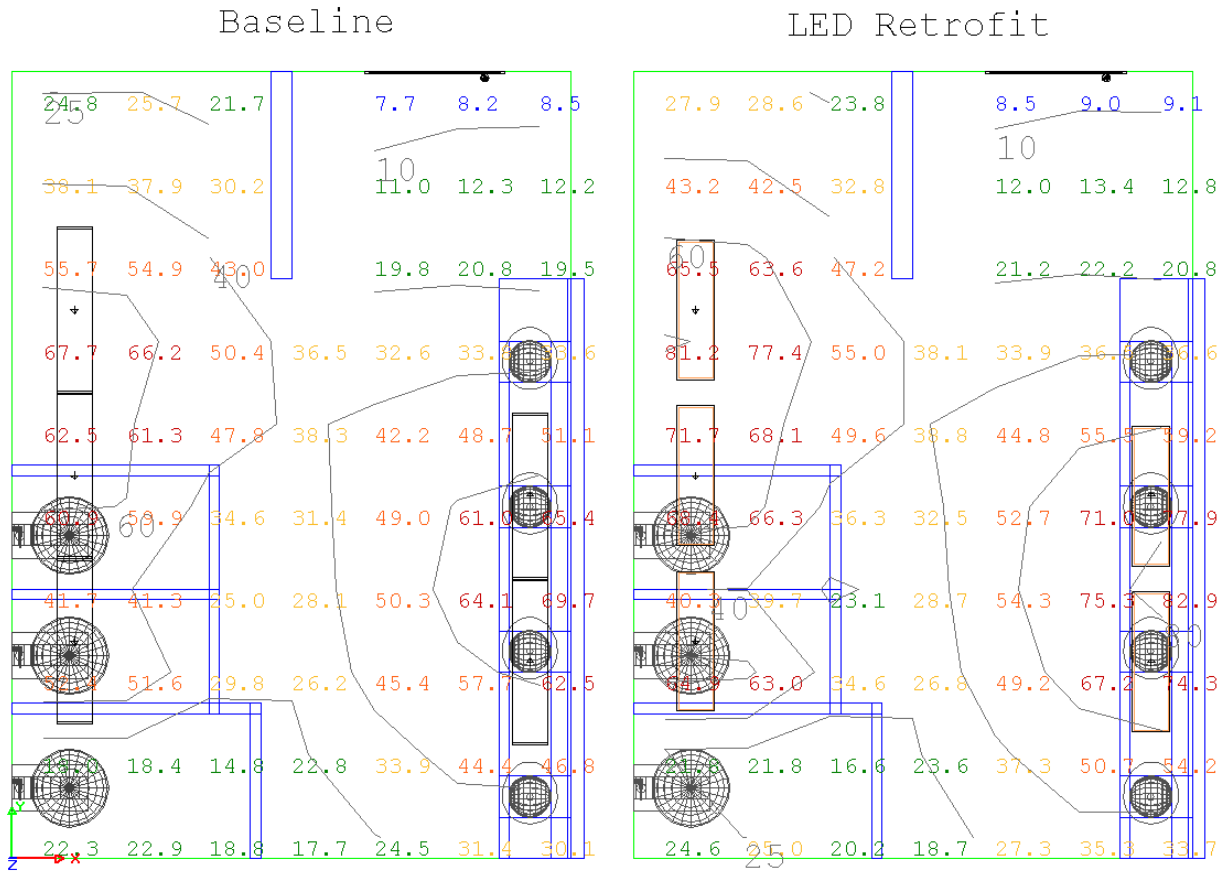 Baseline LED Retrofit
24.8 25.7 21.7 7.7 8.2 8.5 27.9 28.6 23.8 8.5 9.0 9.1
25 10 10
38.1 37.9 30.2 11.0 12.3 12.2 43.2 42.5 32.8 12.0 13.4 12.8
60
55.7 54.9 43.0 19.8 20.8 19.5 65.5 63.6 47.2 21.2 22.2 20.8
40
67.7 66.2 50.4 36.5 32.6 81.2 77.4 55.0 38.1 33.9
62.5 61.3 47.8 38.3 42.2 48.7 51.1 71.7 68.1 49.6 38.8 44.8 59.2
34.6 31.4 49.0 61.0 65.4 66.3 36.3 32.5 52.7 71.0
60
41.7 41.3 25.0 28.1 50.3 64.1 69.7 40.3 39.7 23.1 28.7 54.3 75.3 82.9
40
51.6 29.8 26.2 45.4 57.7 62.5 74.9 63.0 34.6 26.8 49.2 67.2 74.3
18.4 14.8 22.8 33.9 44.4 46.8 21.8 16.6 23.6 37.3 50.7 54.2
Y
X
Z
22.3 22.9 18.8 17.7 24.5 31.4 30.1 24.6 25.0 20.2 18.7 27.3 35.3 33.7
25